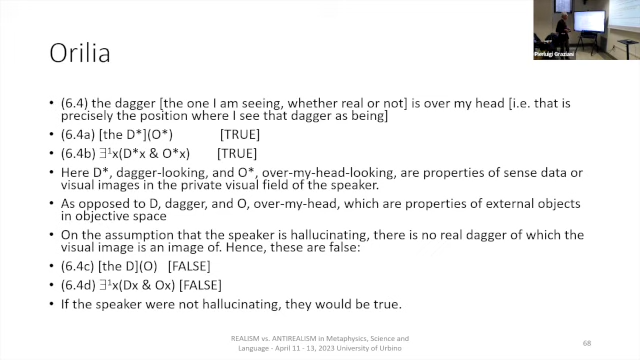 Pierluigi Graziani
Orilia
• (6.4) the dagger [the one I am seeing, whether real or not] is over my head [i.e. that is
precisely the position where I see that dagger as being]
• (6.4a) [the D*](O*) [TRUE]
• (6.4b) ∃¹x(D*x & O*x) [TRUE]
• Here D*, dagger-looking, and O*, over-my-head-looking, are properties of sense data or
visual images in the private visual field of the speaker.
• As opposed to D, dagger, and O, over-my-head, which are properties of external objects
in objective space
• On the assumption that the speaker is hallucinating, there is no real dagger of which the
visual image is an image of. Hence, these are false:
• (6.4c) [the D](O) [FALSE]
• (6.4d) ∃¹x(Dx & Ox) [FALSE]
• If the speaker were not hallucinating, they would be true.
REALISM vs. ANTIREALISM in Metaphysics, Science and
Language - April 11 - 13, 2023 University of Urbino
68